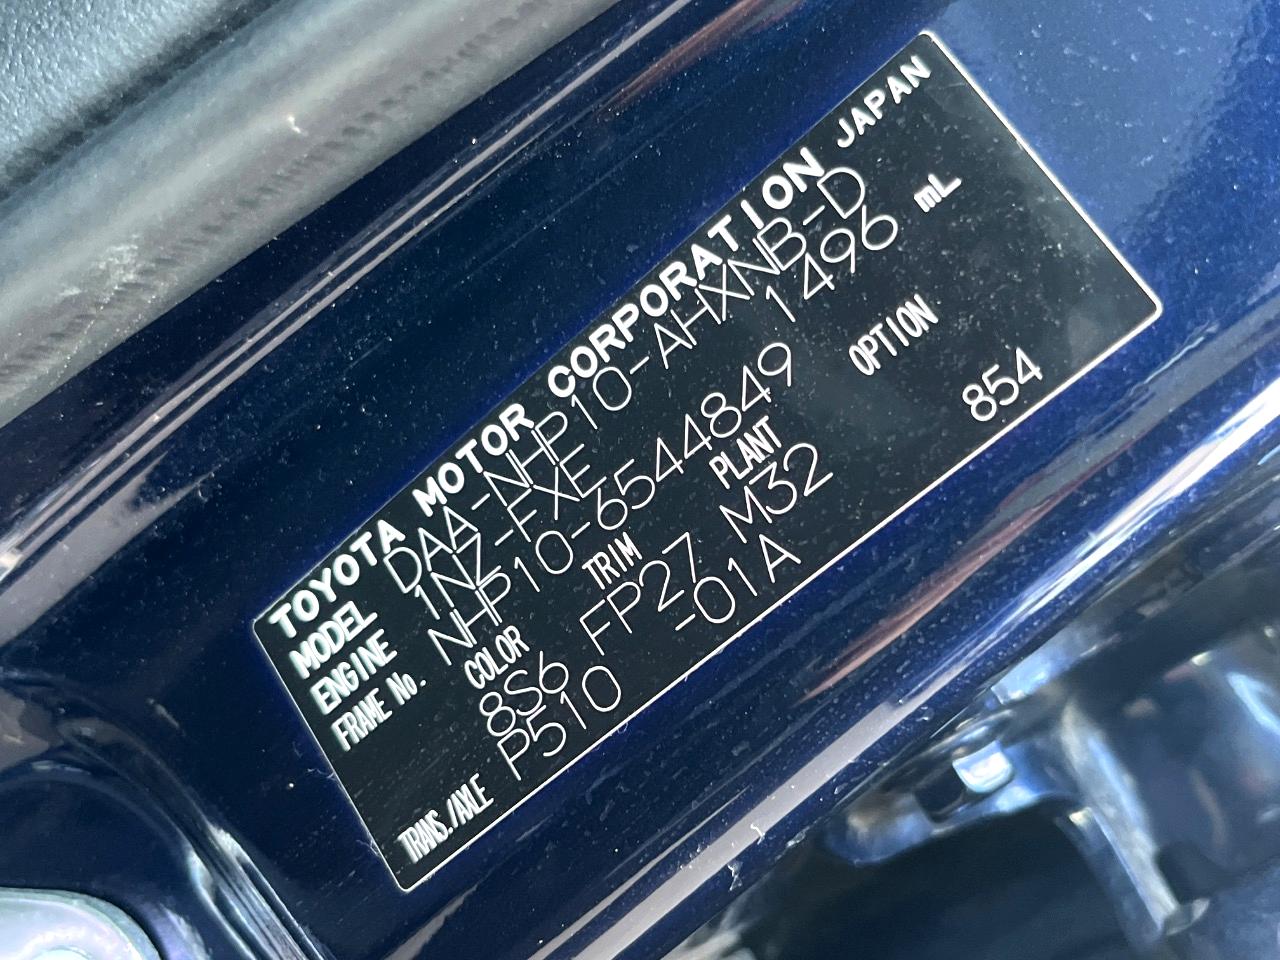 TOYOTA MOTOR CORPORATION JAPAN
MODEL DAA-NHP10-AHXNB-D
ENGINE 1NZ-FXE 1496 mL
FRAME No. NHP10-6544849
COLOR TRIM PLANT OPTION
8S6 FP27 M32 854
TRANS./AXLE P510 -01A